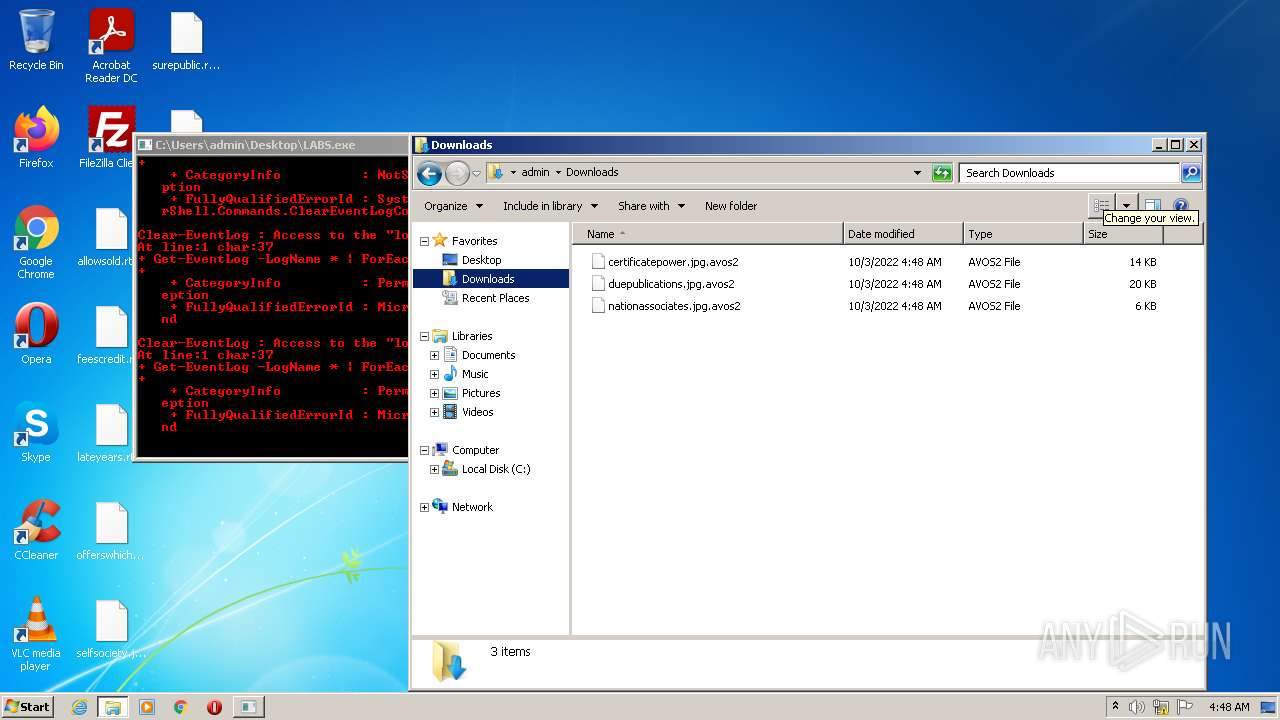 Recycle Bin
Acrobat
Reader DC
surepublic.r...
Firefox
FileZilla Clie
Google
Chrome
allowsold.rt
Opera
feescredit.r
Skype
lateyears.rt
CCleaner
offerswhich...
VLC media
player
selfsociety.j...
C:\Users\admin\Desktop\LABS.exe
+
+ CategoryInfo : NotS
ption
+ FullyQualifiedErrorId : Syst
rShell.Commands.ClearEventLogCo
Clear-EventLog : Access to the "lo
At line:1 char:37
+ Get-EventLog -LogName * | ForEac
+
+ CategoryInfo : Perm
eption
+ FullyQualifiedErrorId : Micr
nd
Clear-EventLog : Access to the "lo
At line:1 char:37
+ Get-EventLog -LogName * | ForEac
+
+ CategoryInfo : Perm
eption
+ FullyQualifiedErrorId : Micr
nd
Downloads
admin Downloads
Search Downloads
Organize Include in library Share with New folder
Change your view.
Favorites
Desktop
Downloads
Recent Places
Libraries
Documents
Music
Pictures
Videos
Computer
Local Disk (C:)
Network
Name Date modified Type Size
certificatepower.jpg.avos2 10/3/2022 4:48 AM AVOS2 File 14 KB
duepublications.jpg.avos2 10/3/2022 4:48 AM AVOS2 File 20 KB
nationassociates.jpg.avos2 10/3/2022 4:48 AM AVOS2 File 6 KB
3 items
ANY RUN
Start
4:48 AM